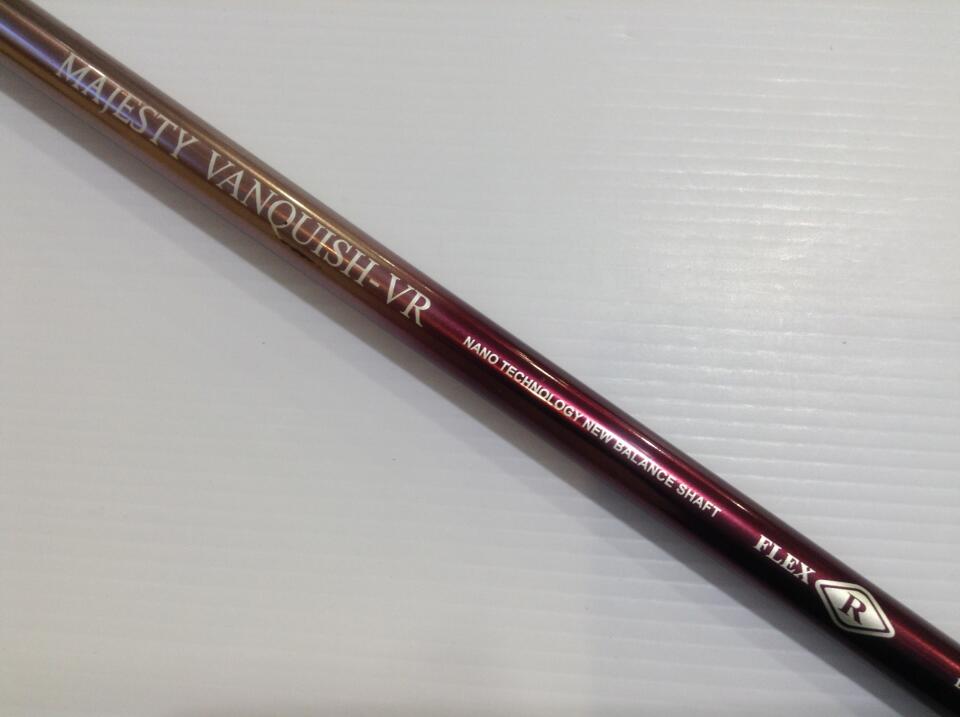 MAJESTY VANQUISH-VR
NANO TECHNOLOGY NEW BALANCE SHAFT
FLEX R